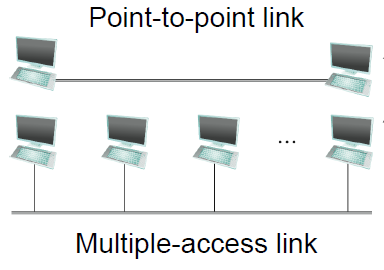 Point-to-point link
...
Multiple-access link